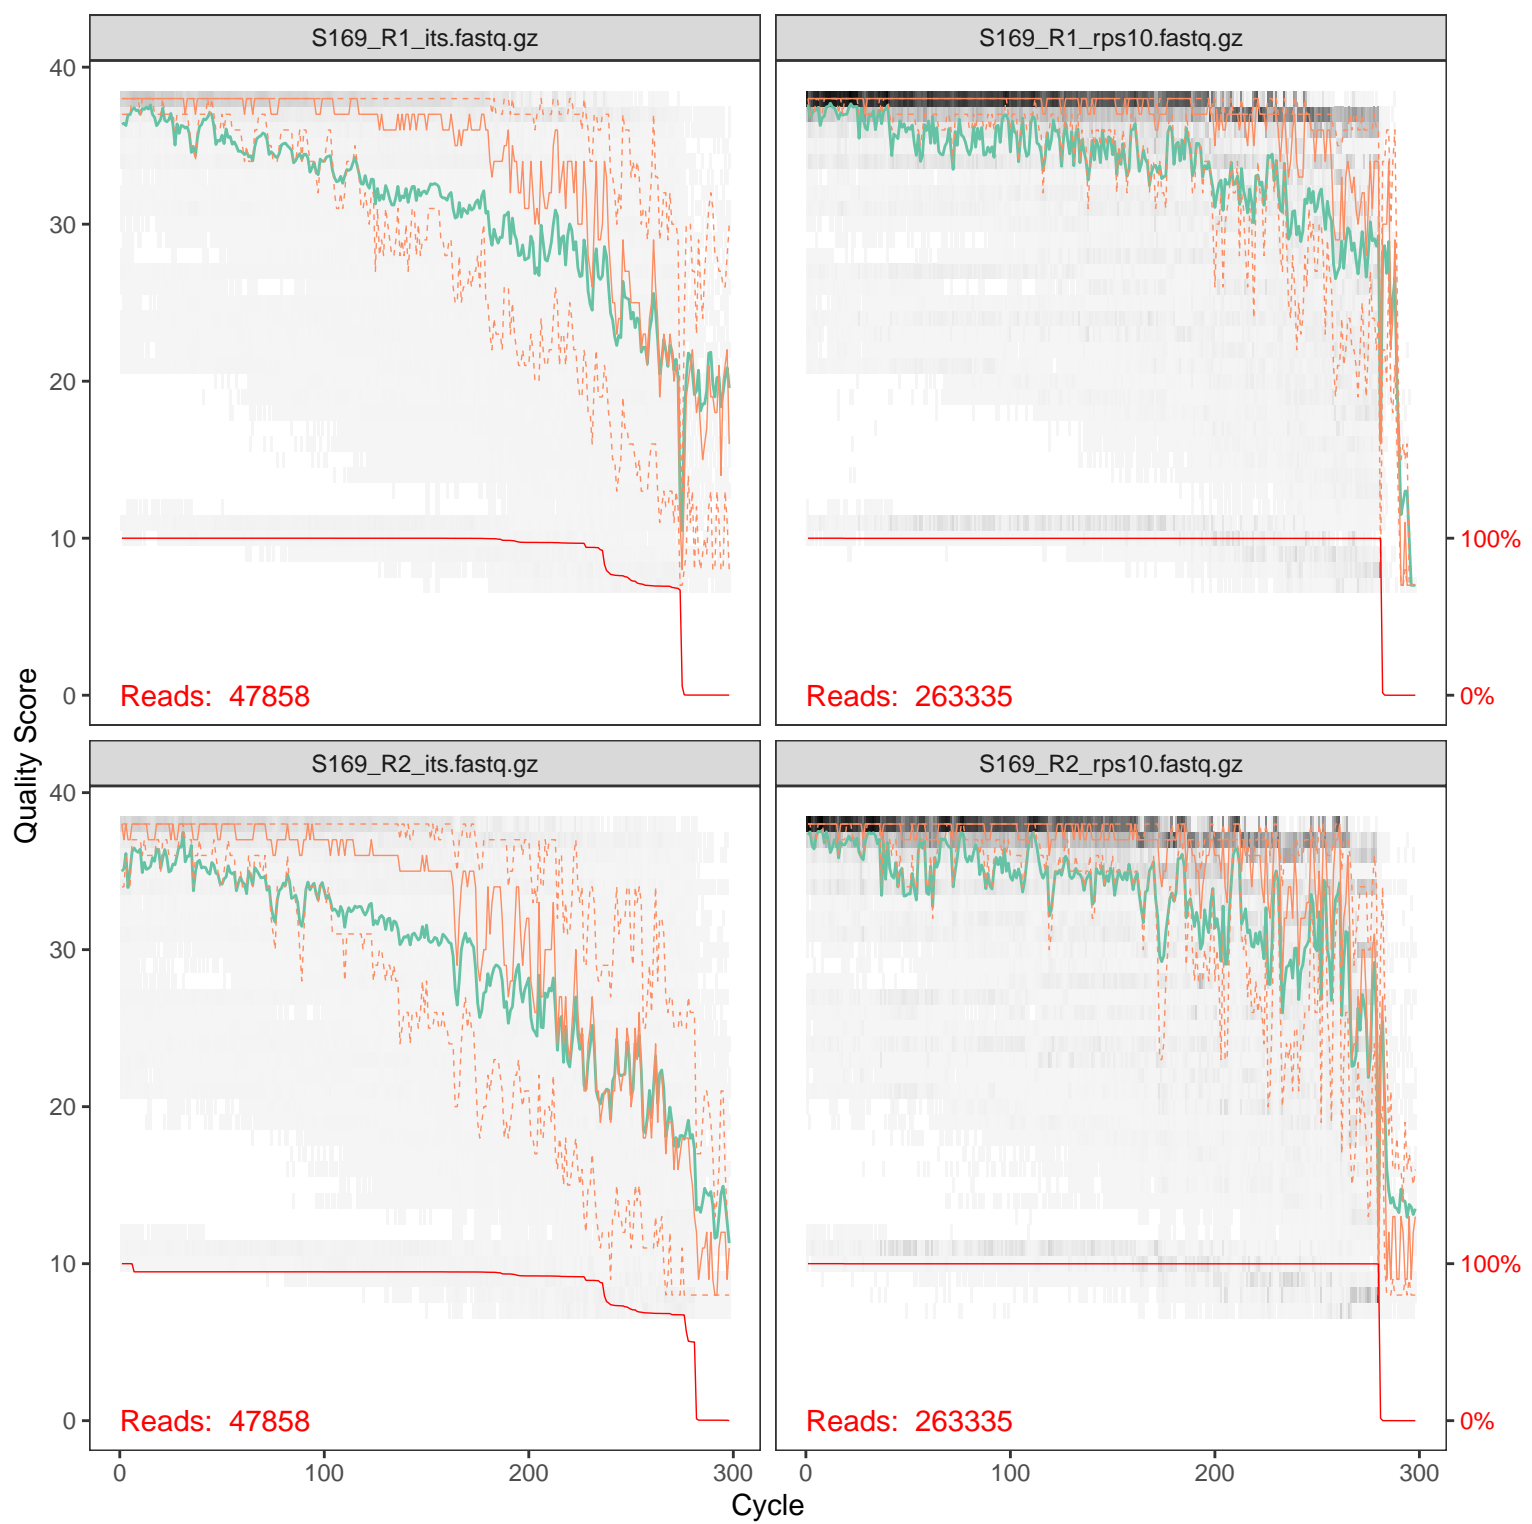 S169_R1_its.fastq.gz
S169_R1_rps10.fastq.gz
40
30
20
10
0
Reads: 47858
Reads: 263335
100%
0%
Quality Score
S169_R2_its.fastq.gz
S169_R2_rps10.fastq.gz
40
30
20
10
0
Reads: 47858
Reads: 263335
100%
0%
0 100 200 300
0 100 200 300
Cycle